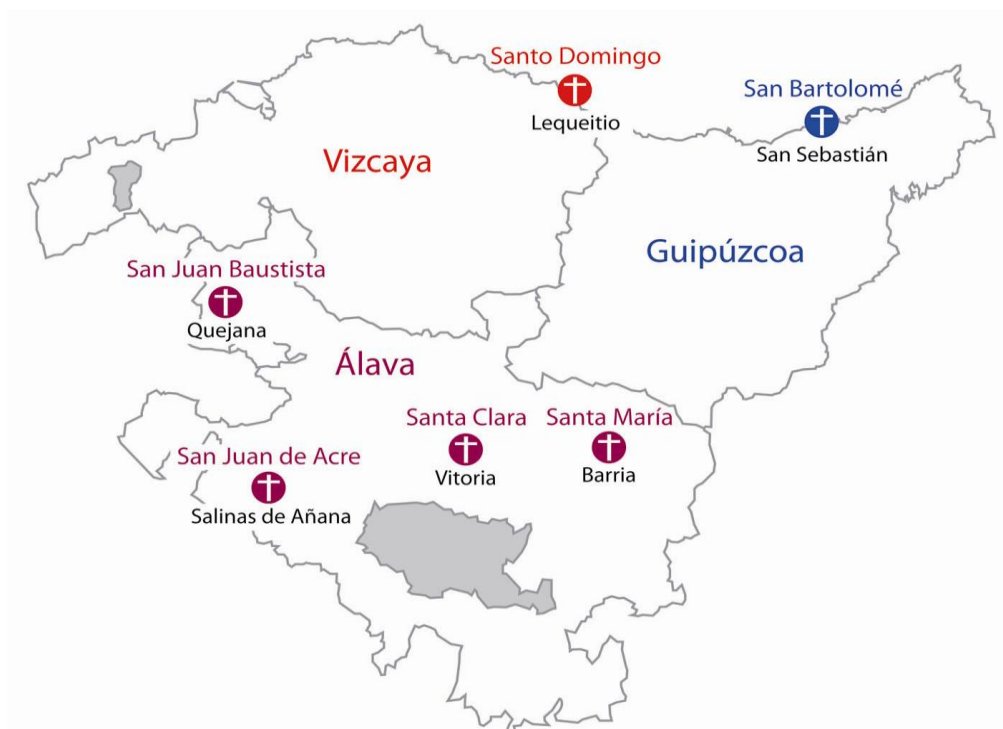 Santo Domingo
Lequeitio
San Bartolomé
San Sebastián
Vizcaya
Guipúzcoa
San Juan Baustista
Quejana
Álava
Santa Clara
Vitoria
Santa María
Barria
San Juan de Acre
Salinas de Añana